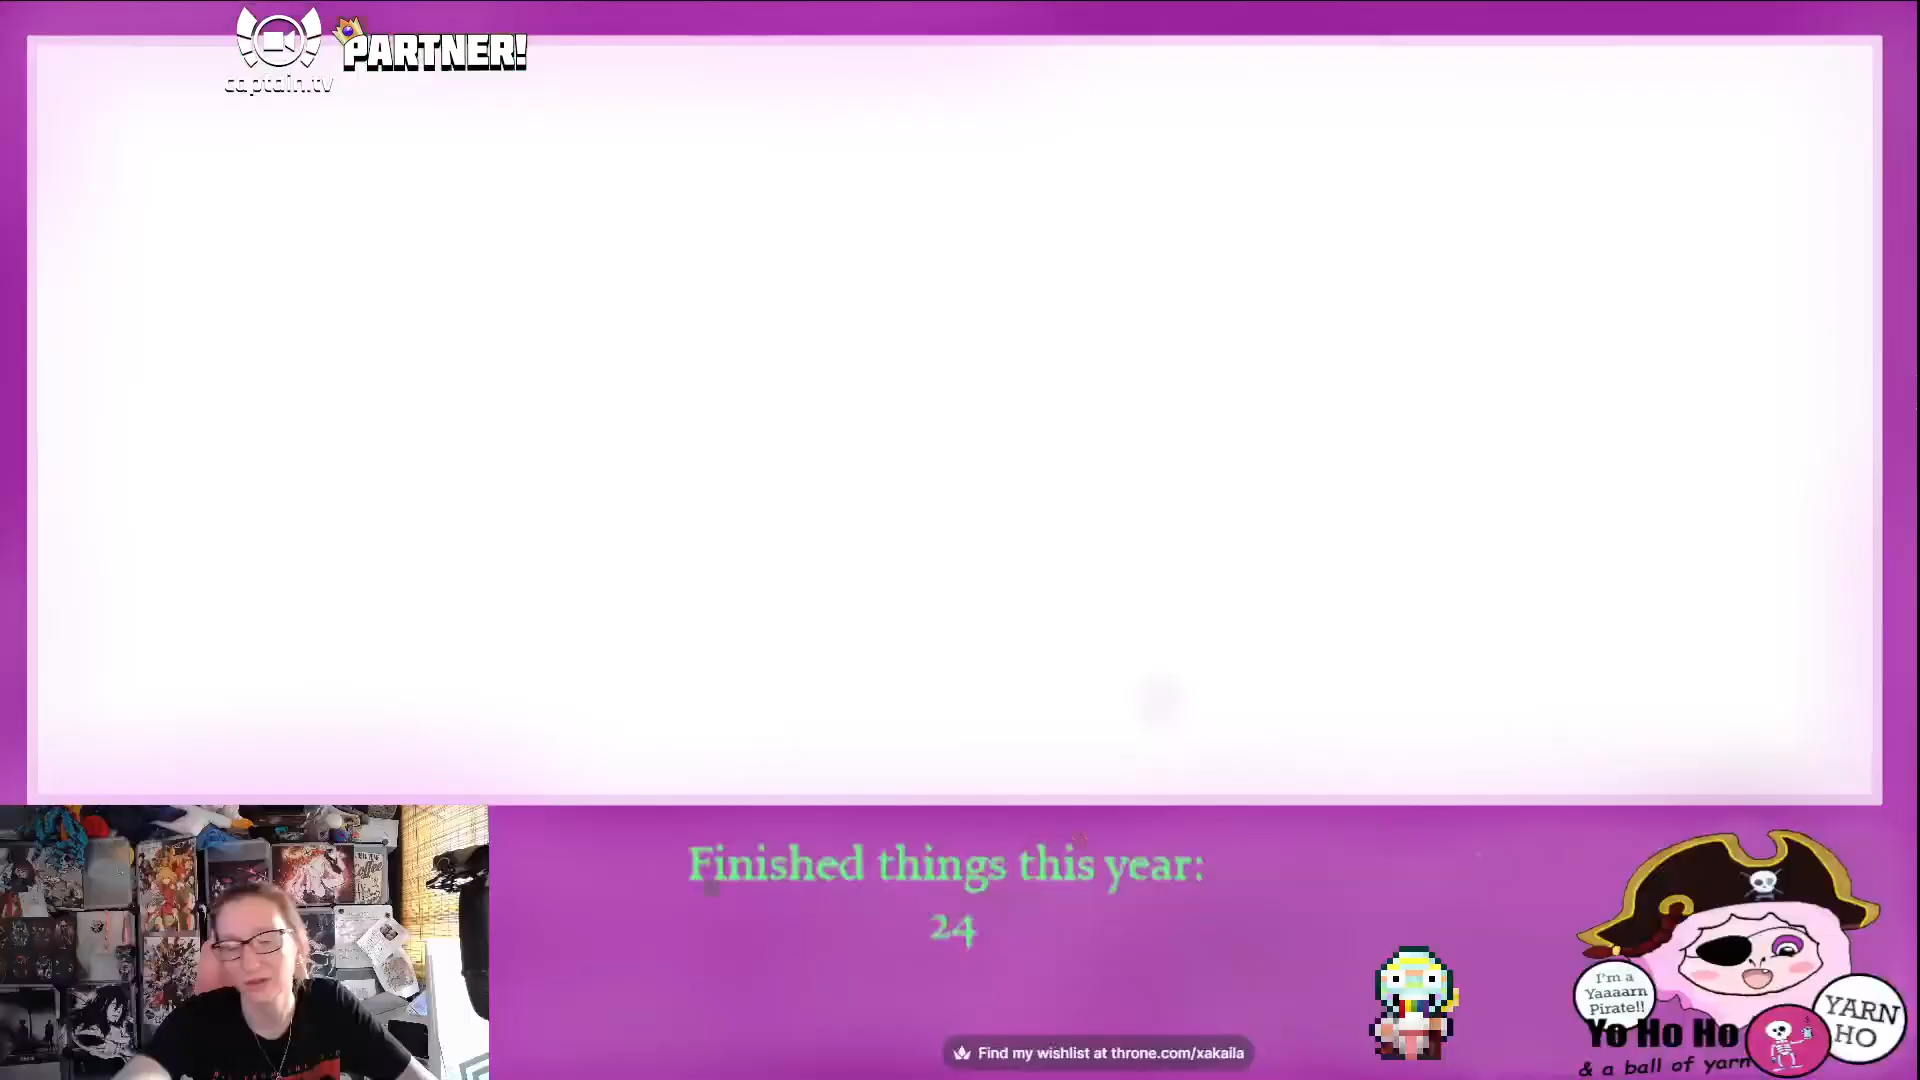 PARTNER!
captain.tv
Finished things this year:
24
Find my wishlist at throne.com/xakaila
I'm a
Yaaaarn
Pirate!!
Yo Ho Ho
& a ball of yarn
YARN
HO
Coffee